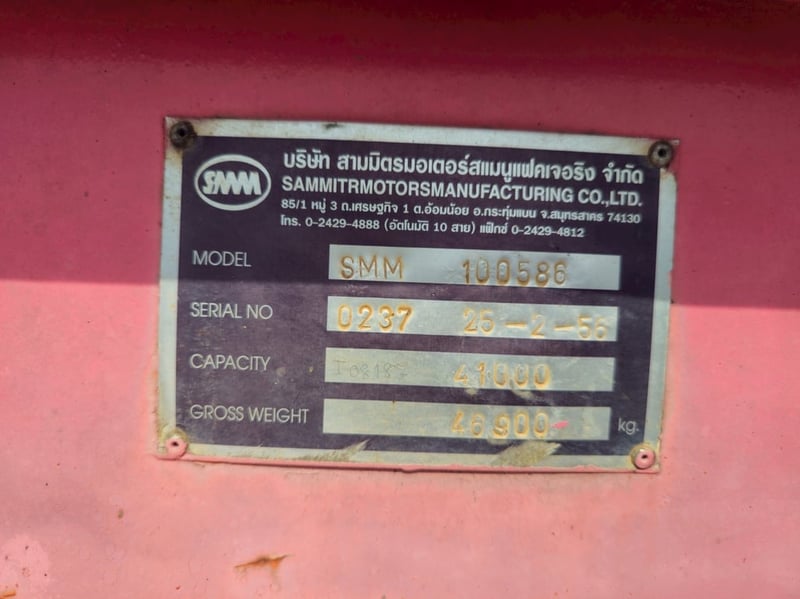 SMM
บริษัท สามมิตรมอเตอร์สแมนูแฟคเจอริง จำกัด
SAMMITRMOTORSMANUFACTURING CO.,LTD.
85/1 หมู่ 3 ถ.เศรษฐกิจ 1 ต.อ้อมน้อย อ.กระทุ่มแบน จ.สมุทรสาคร 74130
โทร. 0-2429-4888 (อัตโนมัติ 10 สาย) แฟ็กซ์ 0-2429-4812
MODEL SMM 100586
SERIAL NO 0237 25-2-56
CAPACITY 41000
GROSS WEIGHT 46900 kg.